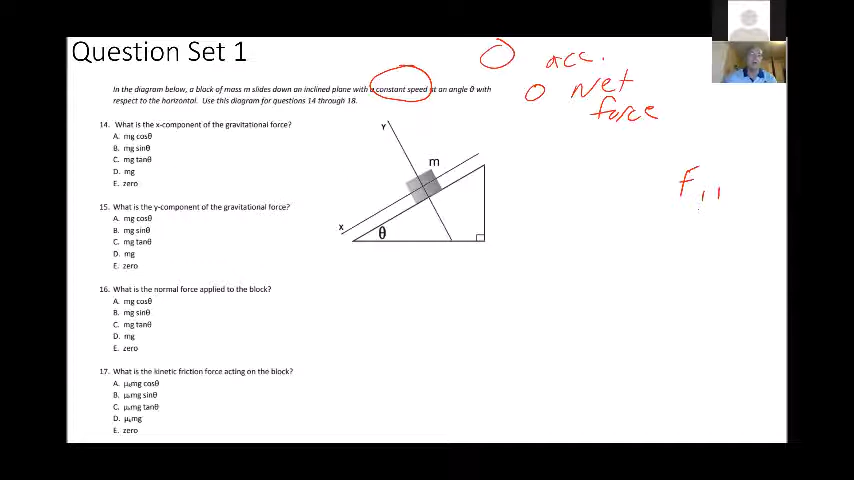 Question Set 1
In the diagram below, a block of mass m slides down an inclined plane with a constant speed at an angle θ with
respect to the horizontal. Use this diagram for questions 14 through 18.
O acc.
O Net
force
14. What is the x-component of the gravitational force?
A. mg cosθ
B. mg sinθ
C. mg tanθ
D. mg
E. zero
Y
m
X
θ
F₁₁
15. What is the y-component of the gravitational force?
A. mg cosθ
B. mg sinθ
C. mg tanθ
D. mg
E. zero
16. What is the normal force applied to the block?
A. mg cosθ
B. mg sinθ
C. mg tanθ
D. mg
E. zero
17. What is the kinetic friction force acting on the block?
A. μₖmg cosθ
B. μₖmg sinθ
C. μₖmg tanθ
D. μₖmg
E. zero